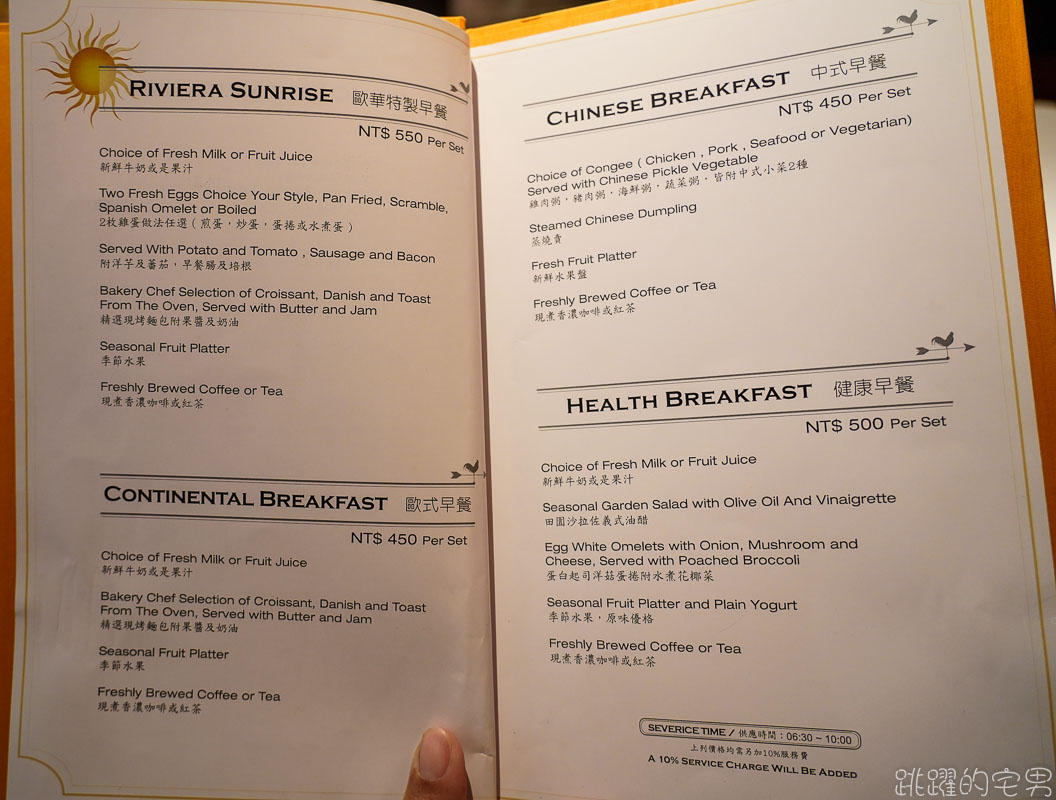 RIVIERA SUNRISE 歐華特製早餐
NT$ 550 Per Set
Choice of Fresh Milk or Fruit Juice
新鮮牛奶或是果汁
Two Fresh Eggs Choice Your Style, Pan Fried, Scramble,
Spanish Omelet or Boiled
2枚雞蛋做法任選 ( 煎蛋，炒蛋，蛋捲或水煮蛋 )
Served With Potato and Tomato , Sausage and Bacon
附洋芋及蕃茄，早餐腸及培根
Bakery Chef Selection of Croissant, Danish and Toast
From The Oven, Served with Butter and Jam
精選現烤麵包附果醬及奶油
Seasonal Fruit Platter
季節水果
Freshly Brewed Coffee or Tea
現煮香濃咖啡或紅茶
CONTINENTAL BREAKFAST 歐式早餐
NT$ 450 Per Set
Choice of Fresh Milk or Fruit Juice
新鮮牛奶或是果汁
Bakery Chef Selection of Croissant, Danish and Toast
From The Oven, Served with Butter and Jam
精選現烤麵包附果醬及奶油
Seasonal Fruit Platter
季節水果
Freshly Brewed Coffee or Tea
現煮香濃咖啡或紅茶
CHINESE BREAKFAST 中式早餐
NT$ 450 Per Set
Choice of Congee ( Chicken , Pork , Seafood or Vegetarian)
Served with Chinese Pickle Vegetable
雞肉粥，豬肉粥，海鮮粥，蔬菜粥，皆附中式小菜2種
Steamed Chinese Dumpling
蒸燒賣
Fresh Fruit Platter
新鮮水果盤
Freshly Brewed Coffee or Tea
現煮香濃咖啡或紅茶
HEALTH BREAKFAST 健康早餐
NT$ 500 Per Set
Choice of Fresh Milk or Fruit Juice
新鮮牛奶或是果汁
Seasonal Garden Salad with Olive Oil And Vinaigrette
田園沙拉佐義式油醋
Egg White Omelets with Onion, Mushroom and
Cheese, Served with Poached Broccoli
蛋白起司洋菇蛋捲附水煮花椰菜
Seasonal Fruit Platter and Plain Yogurt
季節水果，原味優格
Freshly Brewed Coffee or Tea
現煮香濃咖啡或紅茶
SEVERICE TIME / 供應時間：06:30 ~ 10:00
上列價格均需另加10%服務費
A 10% SERVICE CHARGE WILL BE ADDED
跳躍的宅男